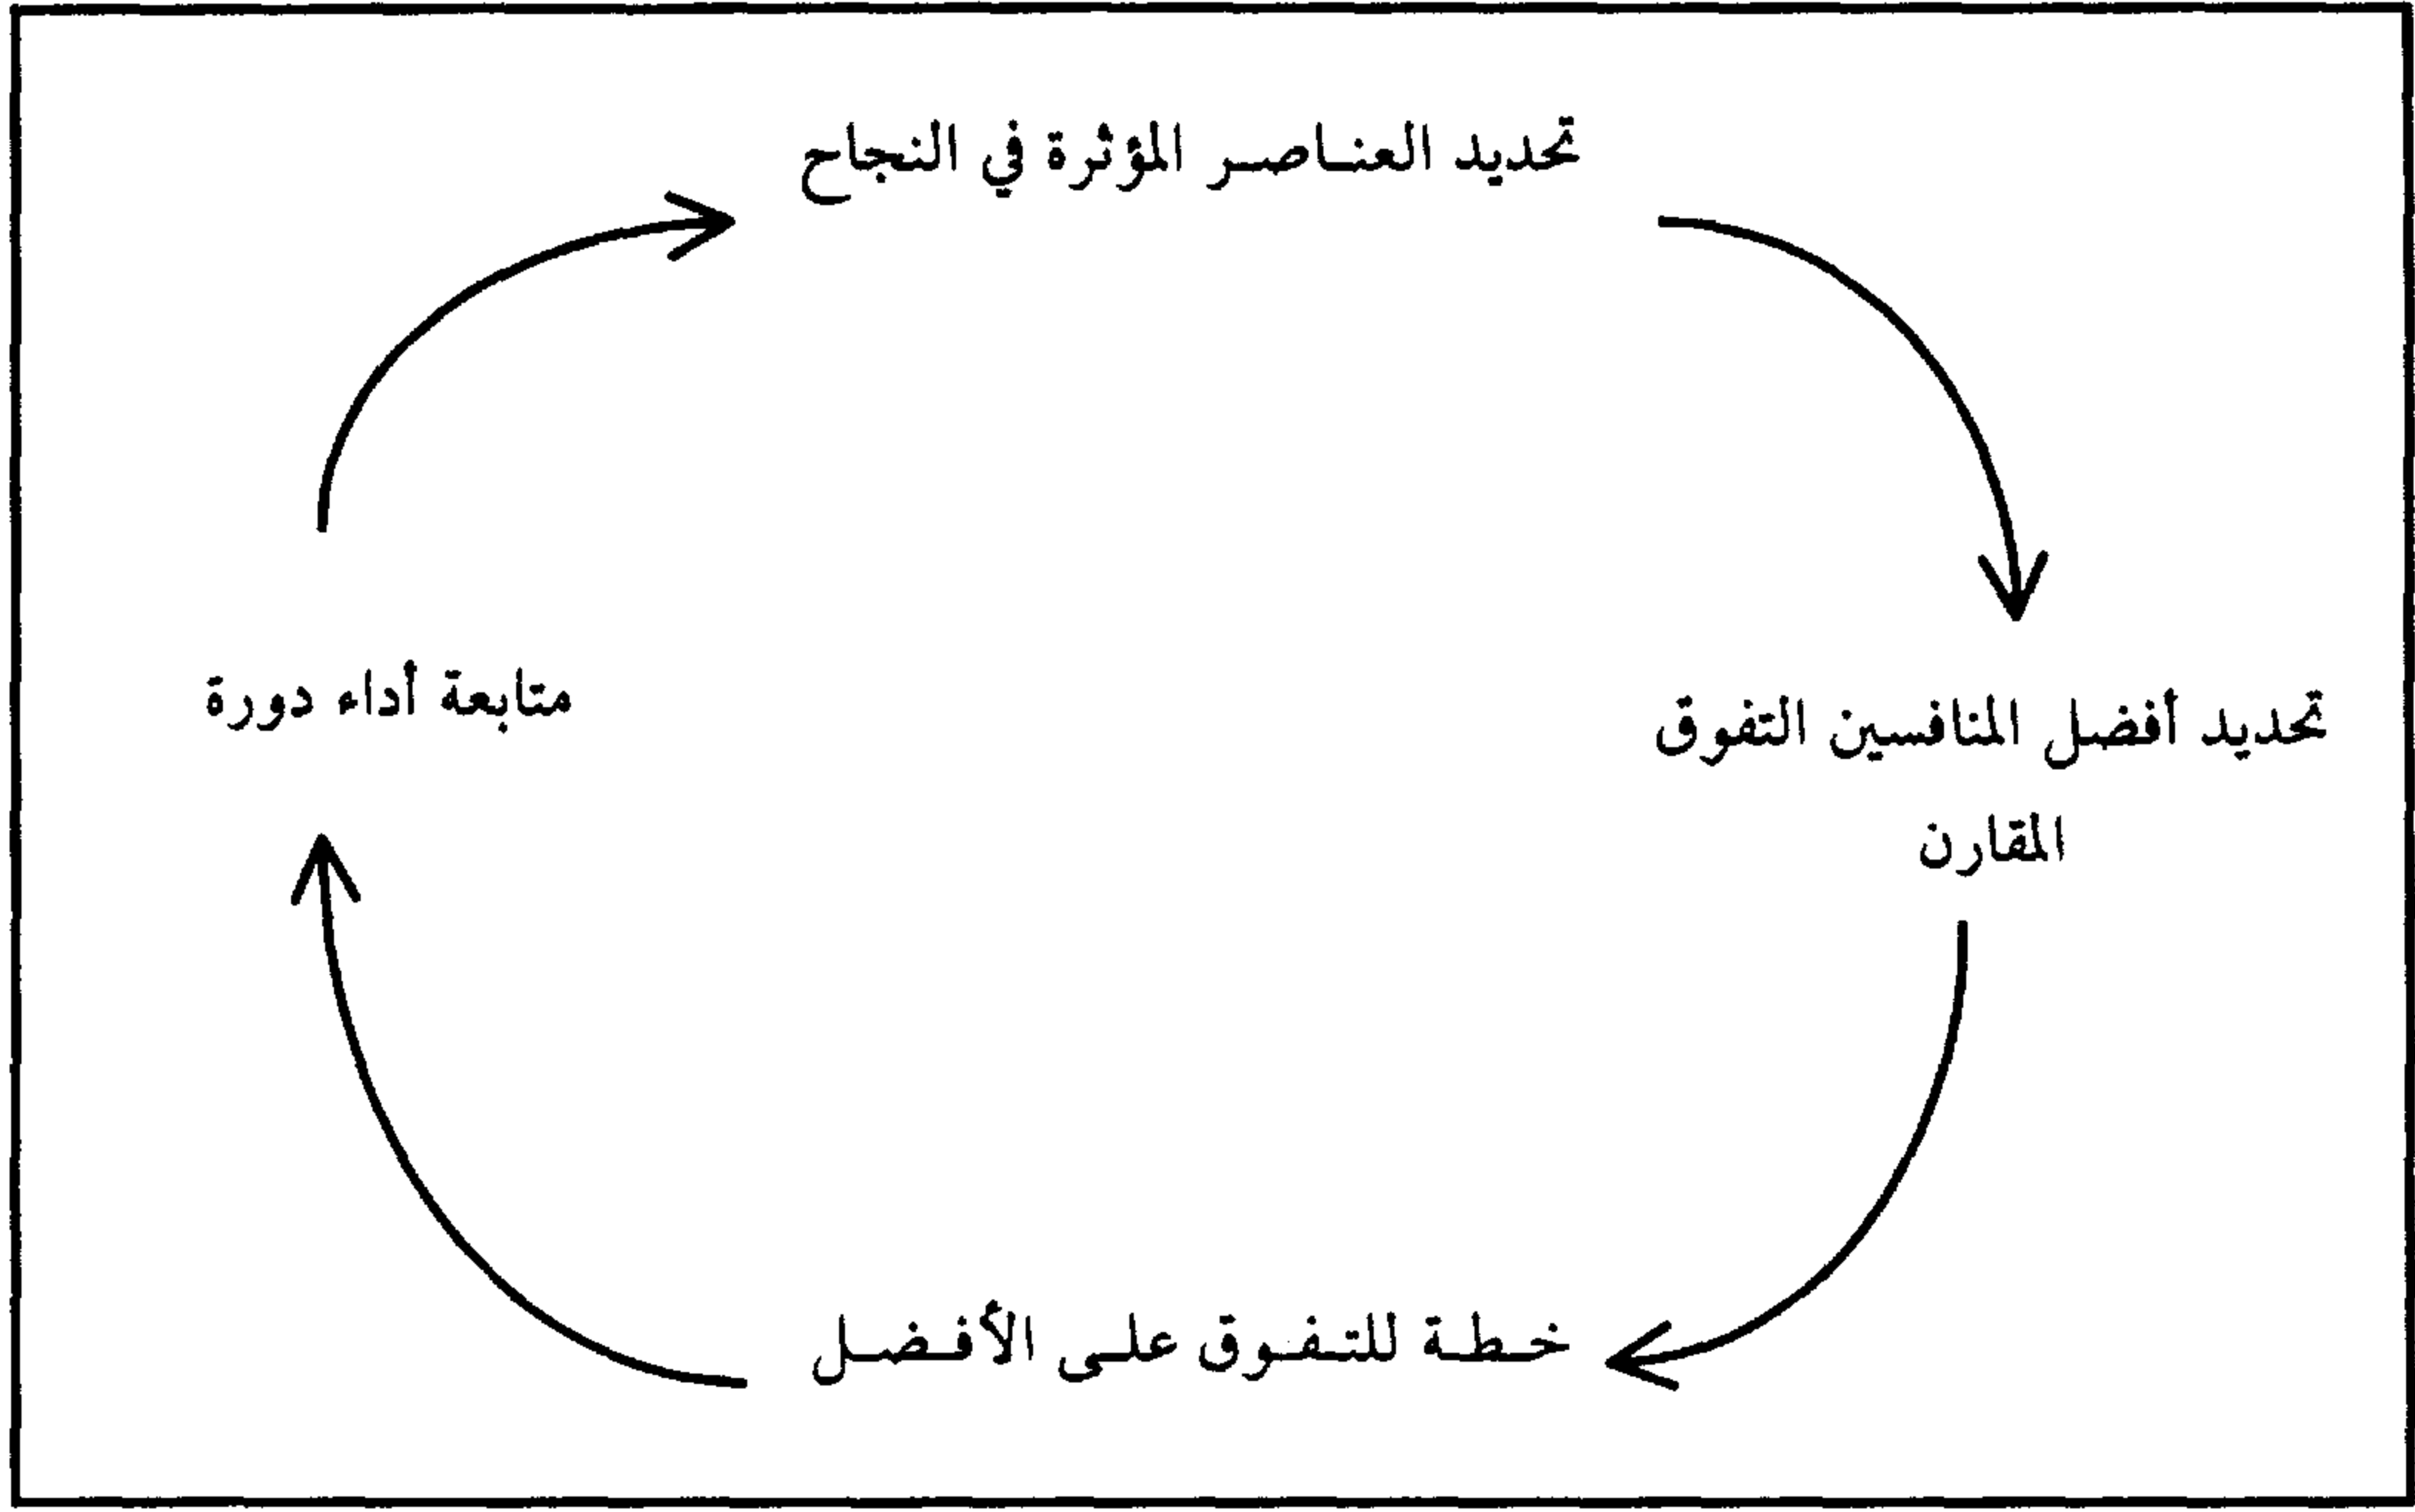 تحديد العناصر المؤثرة في النجاح
تحديد أفضل المنافسين التفوق
المقارن
خطة للتفوق على الأفضل
متابعة أداء دورة